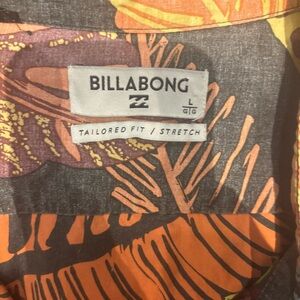 BILLABONG
L
G|G
TAILORED FIT / STRETCH